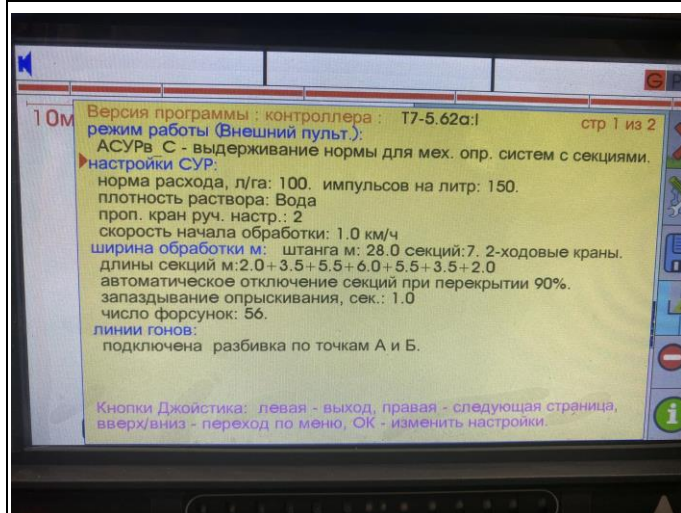 G
10м
Версия программы : контроллера : T7-5.62a:I стр 1 из 2
режим работы (Внешний пульт.):
АСУРв_С - выдерживание нормы для мех. опр. систем с секциями.
настройки СУР:
норма расхода, л/га: 100. импульсов на литр: 150.
плотность раствора: Вода
проп. кран руч. настр.: 2
скорость начала обработки: 1.0 км/ч
ширина обработки м: штанга м: 28.0 секций:7. 2-ходовые краны.
длины секций м:2.0+3.5+5.5+6.0+5.5+3.5+2.0
автоматическое отключение секций при перекрытии 90%.
запаздывание опрыскивания, сек.: 1.0
число форсунок: 56.
линии гонов:
подключена разбивка по точкам А и Б.
Кнопки Джойстика: левая - выход, правая - следующая страница,
вверх/вниз - переход по меню, ОК - изменить настройки.